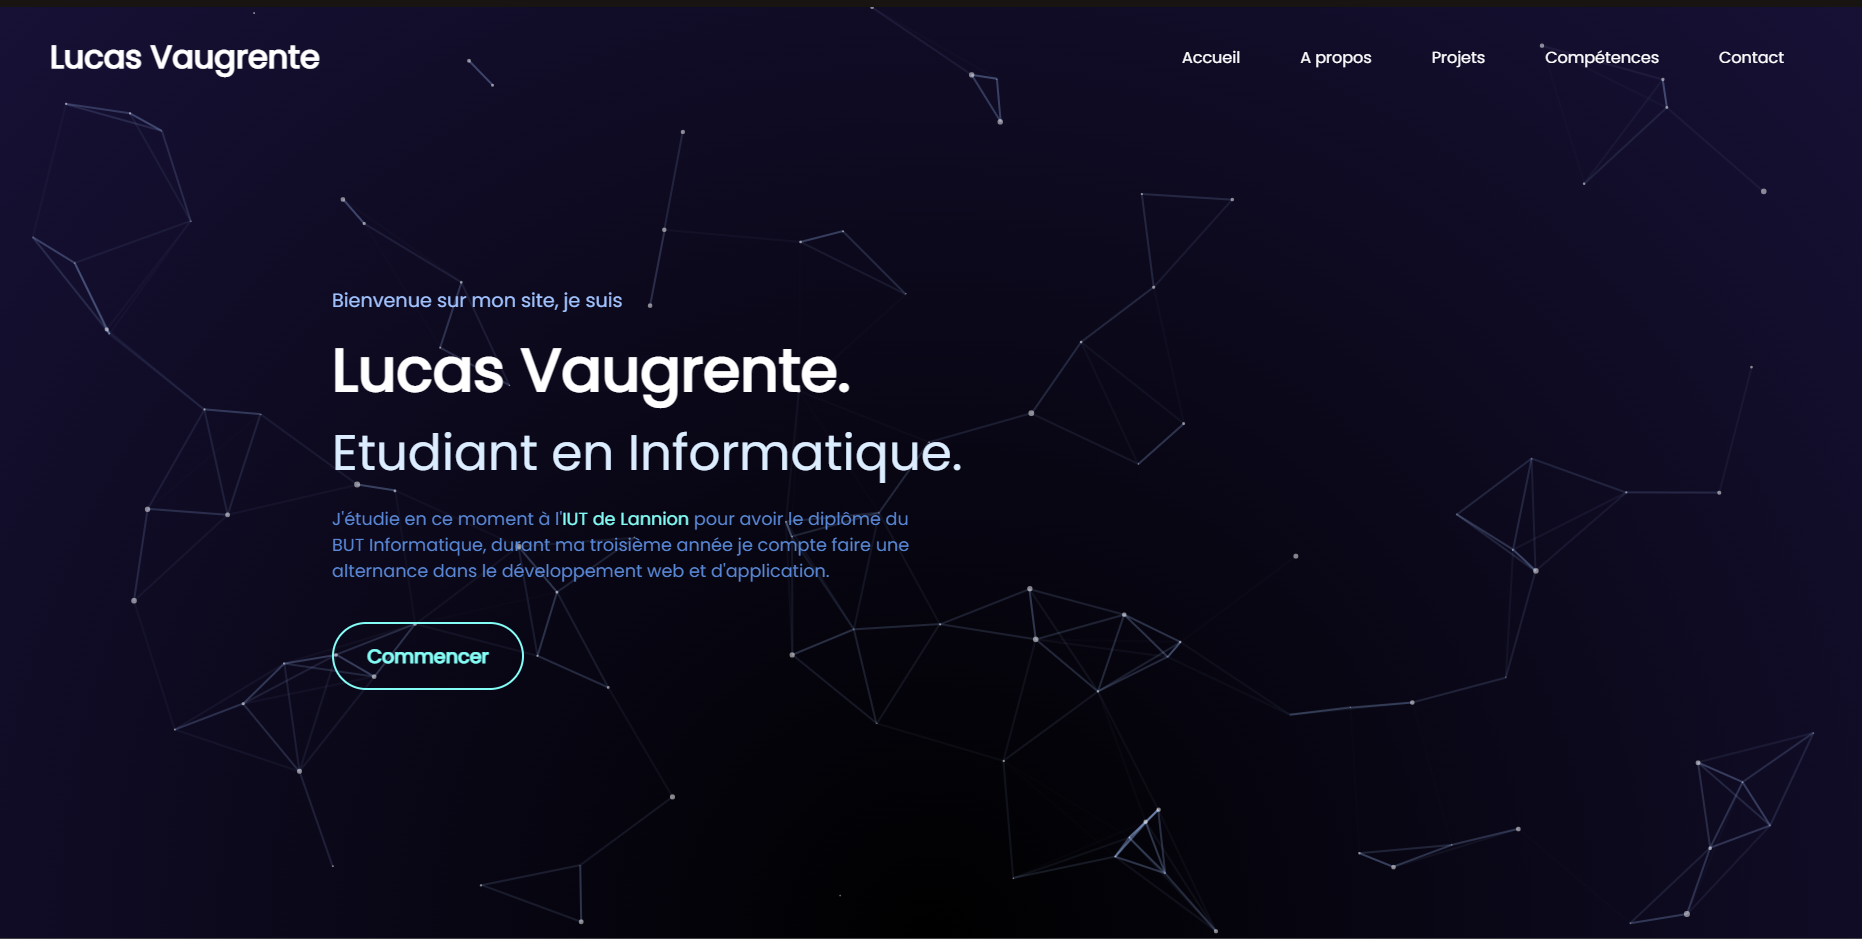 Lucas Vaugrente
Accueil A propos Projets Compétences Contact
Bienvenue sur mon site, je suis
Lucas Vaugrente.
Etudiant en Informatique.
J'étudie en ce moment à l'IUT de Lannion pour avoir le diplôme du
BUT Informatique, durant ma troisième année je compte faire une
alternance dans le développement web et d'application.
Commencer